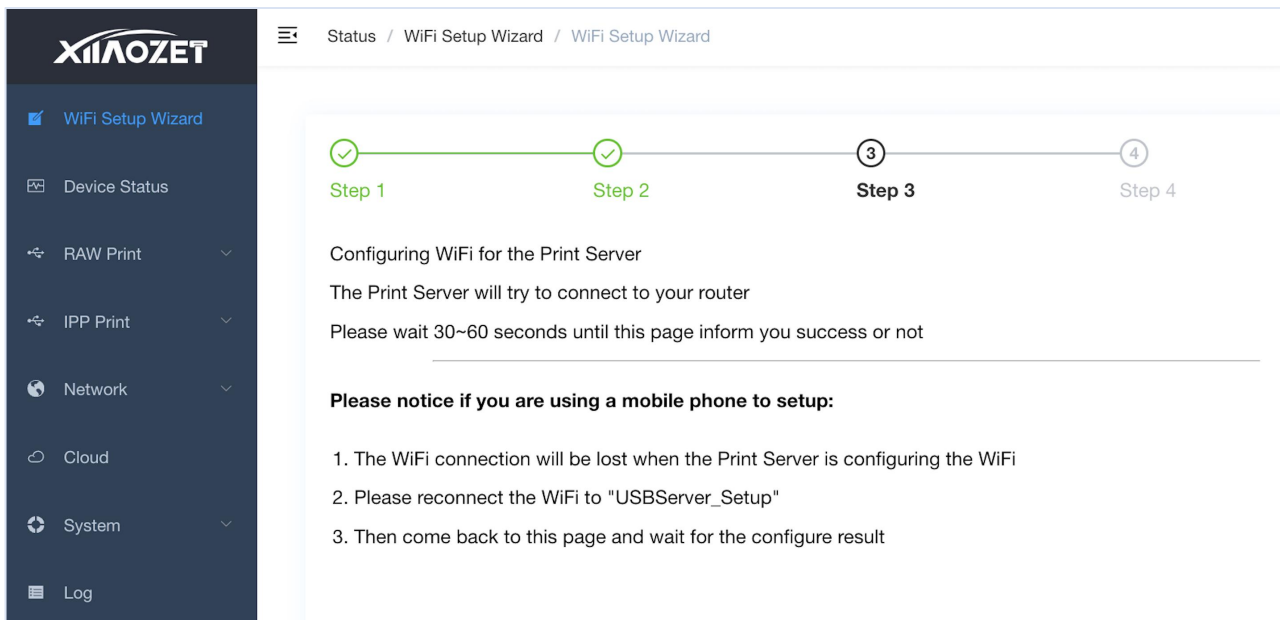 XIIAOZET
Status / WiFi Setup Wizard / WiFi Setup Wizard
WiFi Setup Wizard
Device Status
RAW Print
IPP Print
Network
Cloud
System
Log
3
4
Step 1
Step 2
Step 3
Step 4
Configuring WiFi for the Print Server
The Print Server will try to connect to your router
Please wait 30~60 seconds until this page inform you success or not
Please notice if you are using a mobile phone to setup:
1. The WiFi connection will be lost when the Print Server is configuring the WiFi
2. Please reconnect the WiFi to "USBServer_Setup"
3. Then come back to this page and wait for the configure result